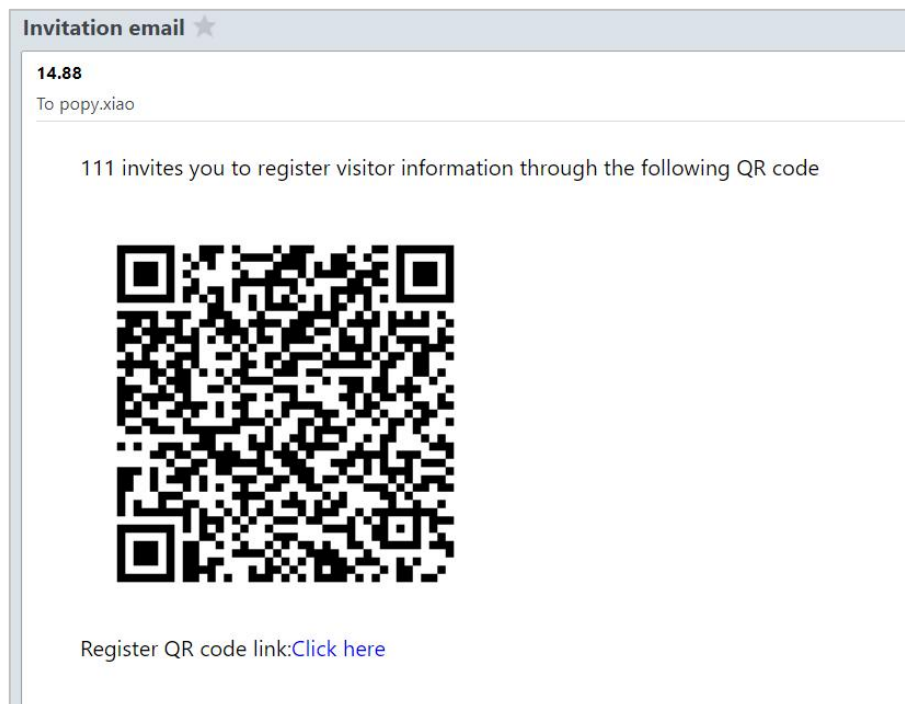 Invitation email
14.88
To popy.xiao
111 invites you to register visitor information through the following QR code
Register QR code link:Click here